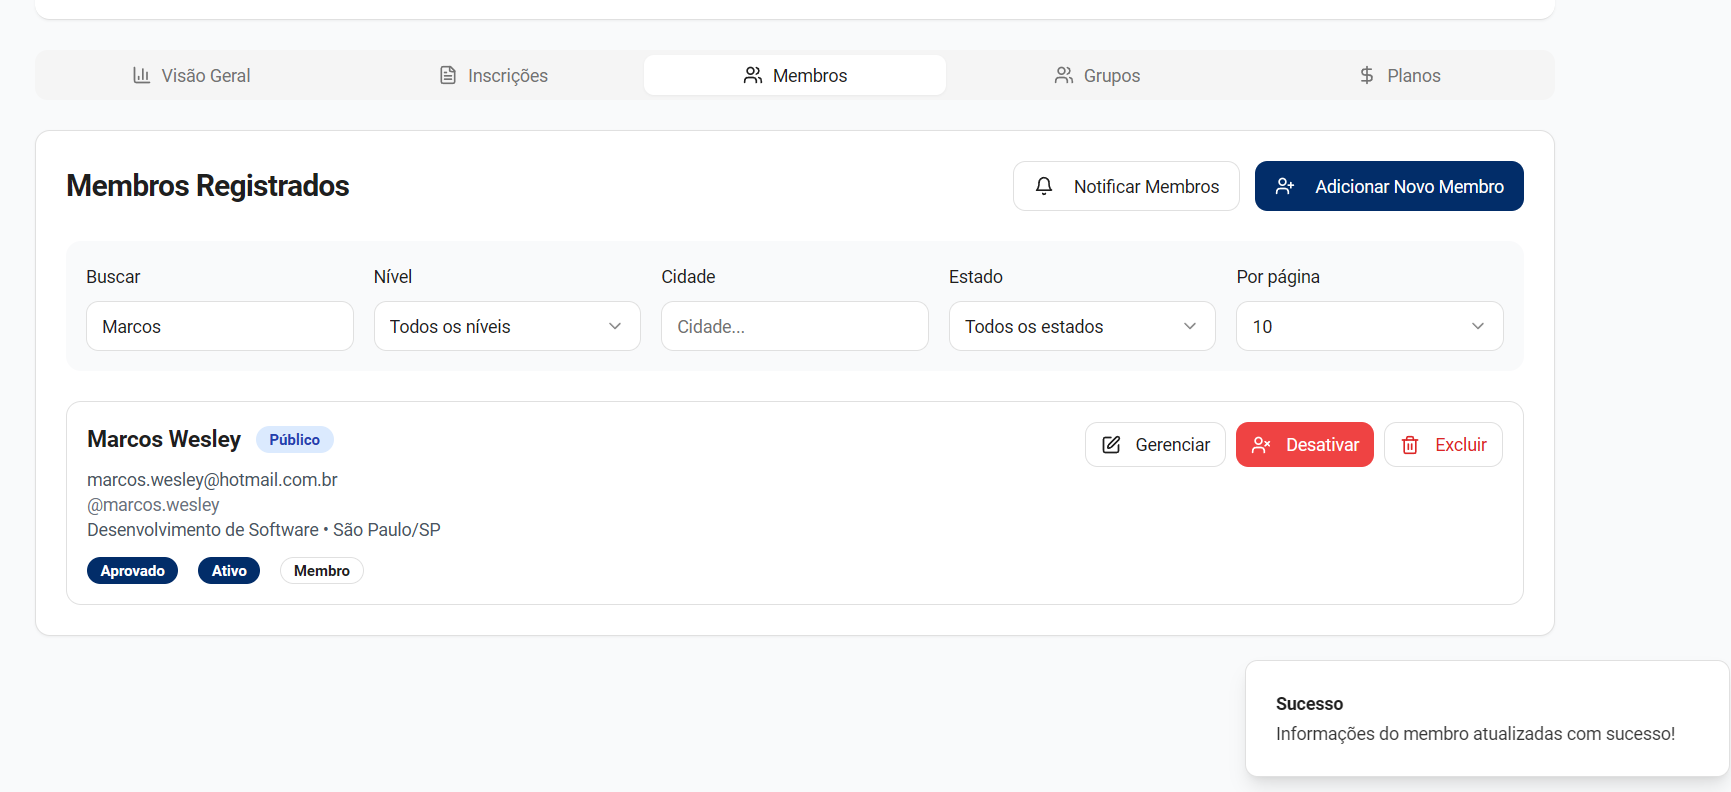 Visão Geral
Inscrições
Membros
Grupos
Planos
Membros Registrados
Notificar Membros
Adicionar Novo Membro
Buscar
Nível
Cidade
Estado
Por página
Marcos
Todos os níveis
Cidade...
Todos os estados
10
Marcos Wesley
Público
Gerenciar
Desativar
Excluir
marcos.wesley@hotmail.com.br
@marcos.wesley
Desenvolvimento de Software • São Paulo/SP
Aprovado
Ativo
Membro
Sucesso
Informações do membro atualizadas com sucesso!